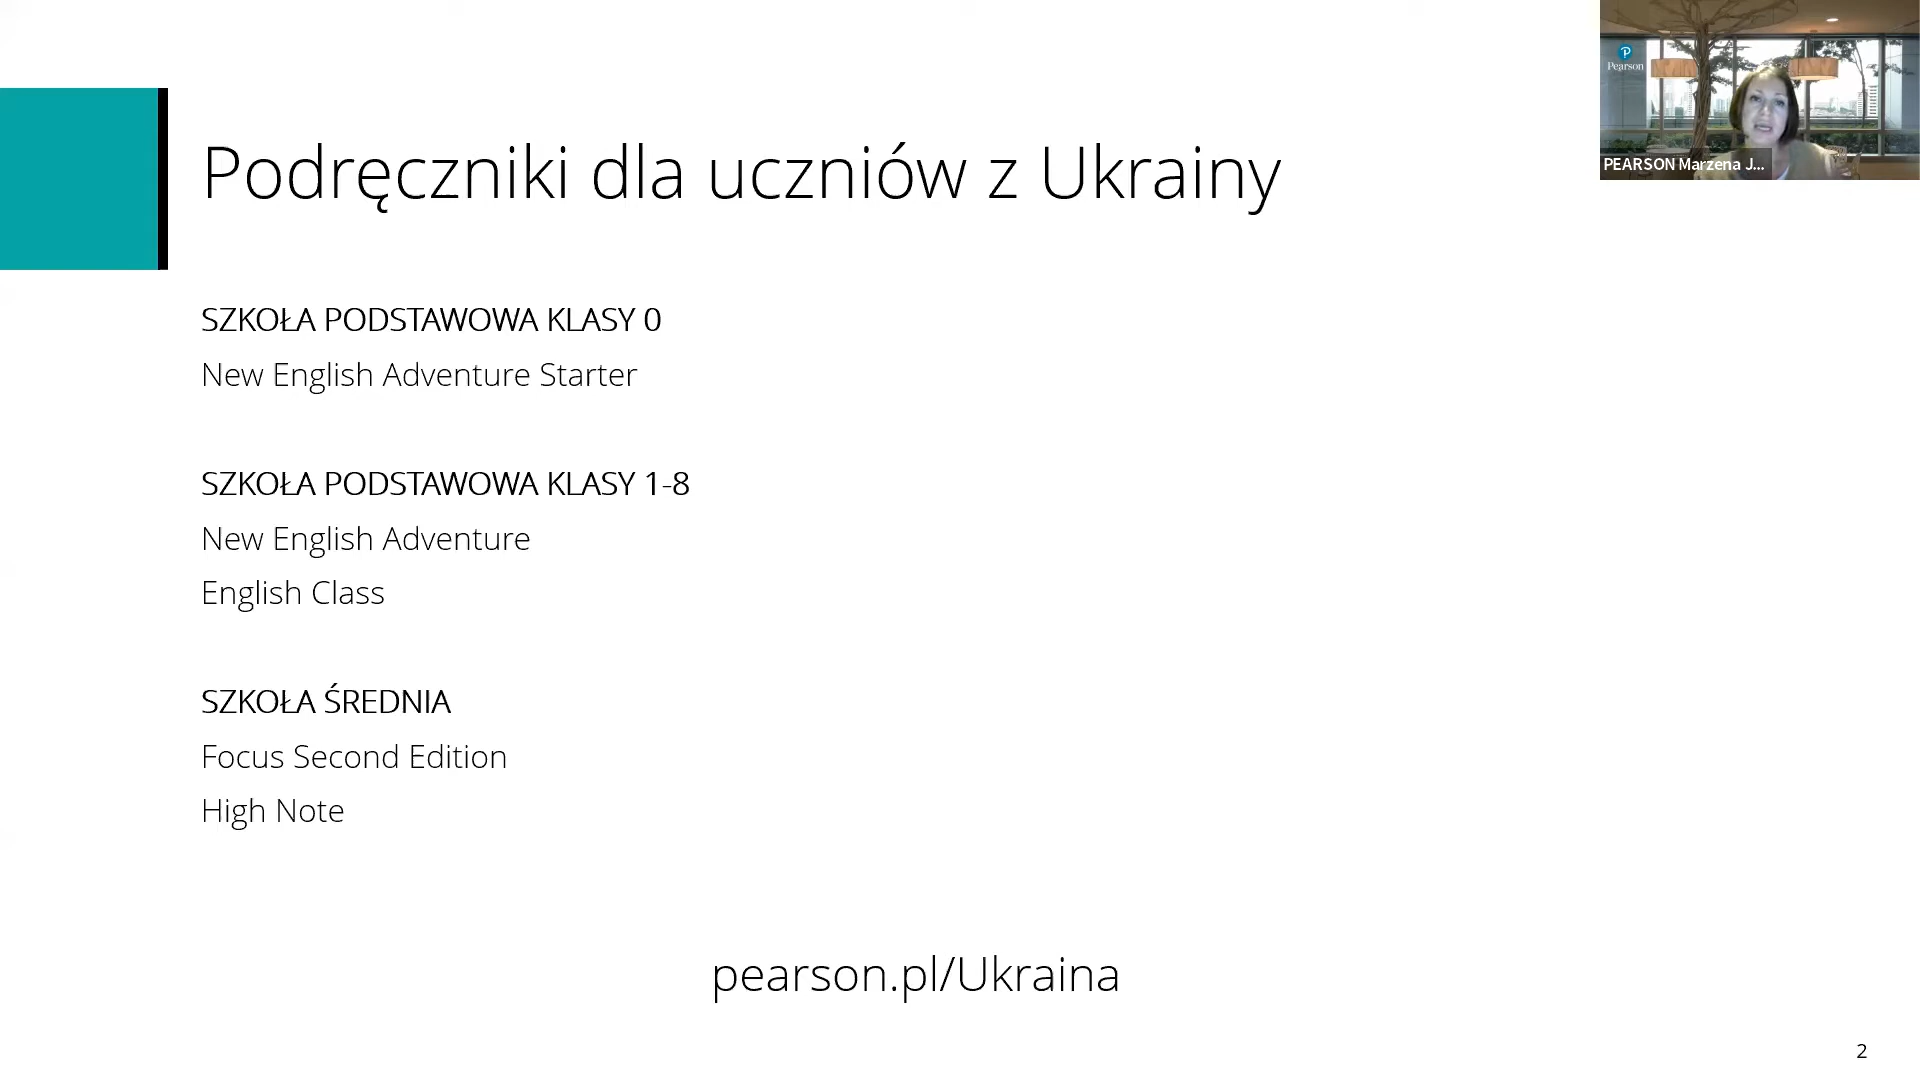 Podręczniki dla uczniów z Ukrainy
SZKOŁA PODSTAWOWA KLASY 0
New English Adventure Starter
SZKOŁA PODSTAWOWA KLASY 1-8
New English Adventure
English Class
SZKOŁA ŚREDNIA
Focus Second Edition
High Note
pearson.pl/Ukraina
2
Pearson
PEARSON Marzena J...